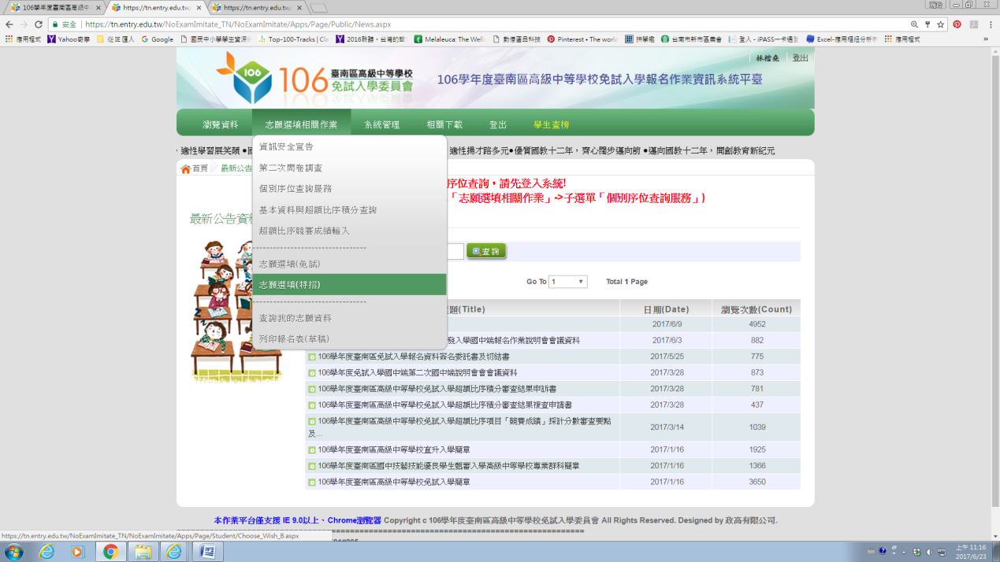 106學年度臺南區高級中
https://tn.entry.edu.tw/
https://tn.entry.edu.tw/
安全 | https://tn.entry.edu.tw/NoExamImitate_TN/NoExamImitate/Apps/Page/Public/News.aspx
應用程式 Yahoo奇摩 從 IE 匯入 Google 國民中小學學生資源 Top-100-Tracks | Cla Melaleuca: The Welln 動優靈品科技 Pinterest • The world 拼學趣 台南市新市區農會 登入 - iPASS一卡通 Excel-應用樞紐分析 應用程式 »
登出
106
106 臺南區高級中等學校
免試入學委員會
106學年度臺南區高級中等學校免試入學報名作業資訊系統平臺
瀏覽資料 志願選填相關作業 系統管理 相關下載 登出 學生查榜
適性學習展笑顏 ● 適性揚才路多元●優質國教十二年，齊心闊步邁向前 ●邁向國教十二年，開創教育新紀元
首頁 最新公告
資訊安全宣告
第二次問卷調查
個別序位查詢服務
基本資料與超額比序積分查詢
超額比序競賽成績輸入
------------------------------
志願選填(免試)
志願選填(特招)
------------------------------
查詢我的志願資料
列印報名表(草稿)
序位查詢，請先登入系統!
「志願選填相關作業」->子選單「個別序位查詢服務」)
最新公告資
查詢
Go To 1 Total 1 Page
題(Title) 日期(Date) 瀏覽次數(Count)
2017/6/9 4952
發入學國中端報名作業說明會會議資料 2017/6/3 882
106學年度臺南區免試入學報名資料簽名委託書及切結書 2017/5/25 775
106學年度免試入學國中端第二次國中端說明會會會議資料 2017/3/28 873
106學年度臺南區高級中等學校免試入學超額比序積分審查結果申訴書 2017/3/28 781
106學年度臺南區高級中等學校免試入學超額比序積分審查結果複查申請書 2017/3/28 437
106學年度臺南區高級中等學校免試入學超額比序項目「競賽成績」採計分數審查要點
及... 2017/3/14 1039
106學年度臺南區高級中等學校直升入學簡章 2017/1/16 1925
106學年度臺南區國中技藝技能優良學生甄審入學高級中等學校專業群科簡章 2017/1/16 1366
106學年度臺南區高級中等學校免試入學簡章 2017/1/16 3650
本作業平台僅支援 IE 9.0以上、Chrome瀏覽器 Copyright c 106學年度臺南區高級中等學校免試入學委員會 All Rights Reserved. Designed by 政高有限公司.
https://tn.entry.edu.tw/NoExamImitate_TN/NoExamImitate/Apps/Page/Student/Choose_Wish_B.aspx
上午 11:16
2017/6/23